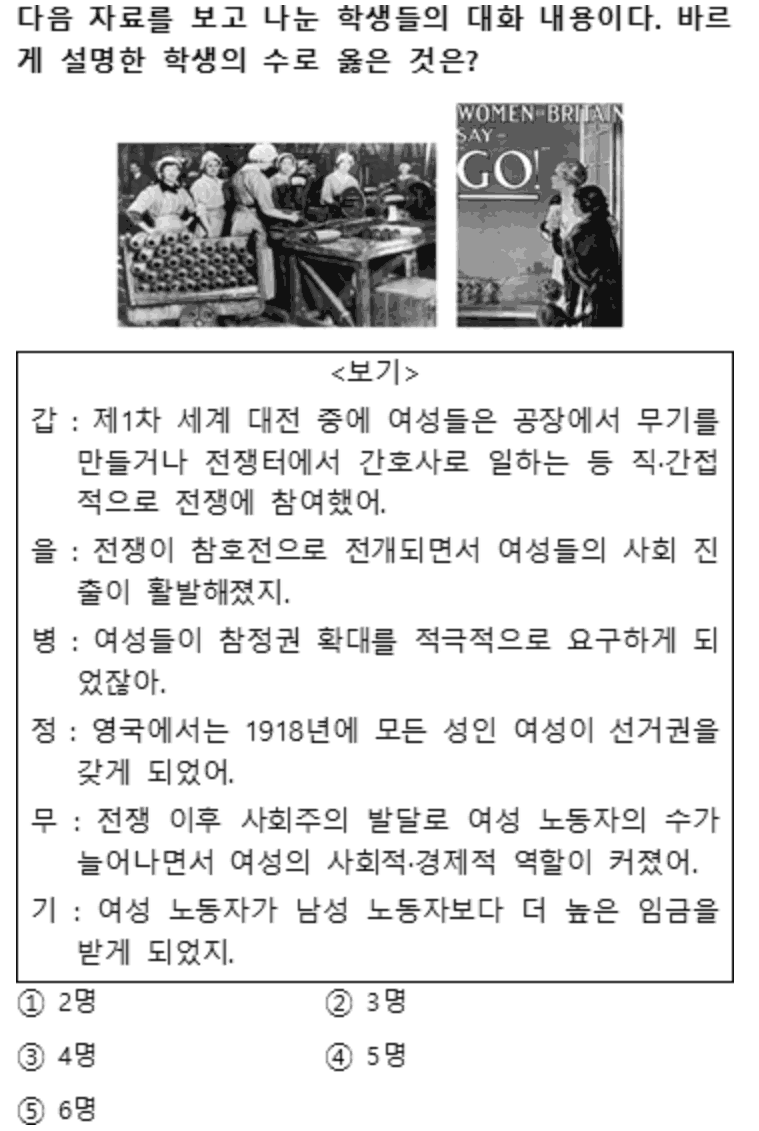 다음 자료를 보고 나눈 학생들의 대화 내용이다. 바르
게 설명한 학생의 수로 옳은 것은?
WOMEN-BRITAIN
SAY-
GO!
<보기>
갑 : 제1차 세계 대전 중에 여성들은 공장에서 무기를
만들거나 전쟁터에서 간호사로 일하는 등 직·간접
적으로 전쟁에 참여했어.
을 : 전쟁이 참호전으로 전개되면서 여성들의 사회 진
출이 활발해졌지.
병 : 여성들이 참정권 확대를 적극적으로 요구하게 되
었잖아.
정 : 영국에서는 1918년에 모든 성인 여성이 선거권을
갖게 되었어.
무 : 전쟁 이후 사회주의 발달로 여성 노동자의 수가
늘어나면서 여성의 사회적·경제적 역할이 커졌어.
기 : 여성 노동자가 남성 노동자보다 더 높은 임금을
받게 되었지.
① 2명 ② 3명
③ 4명 ④ 5명
⑤ 6명